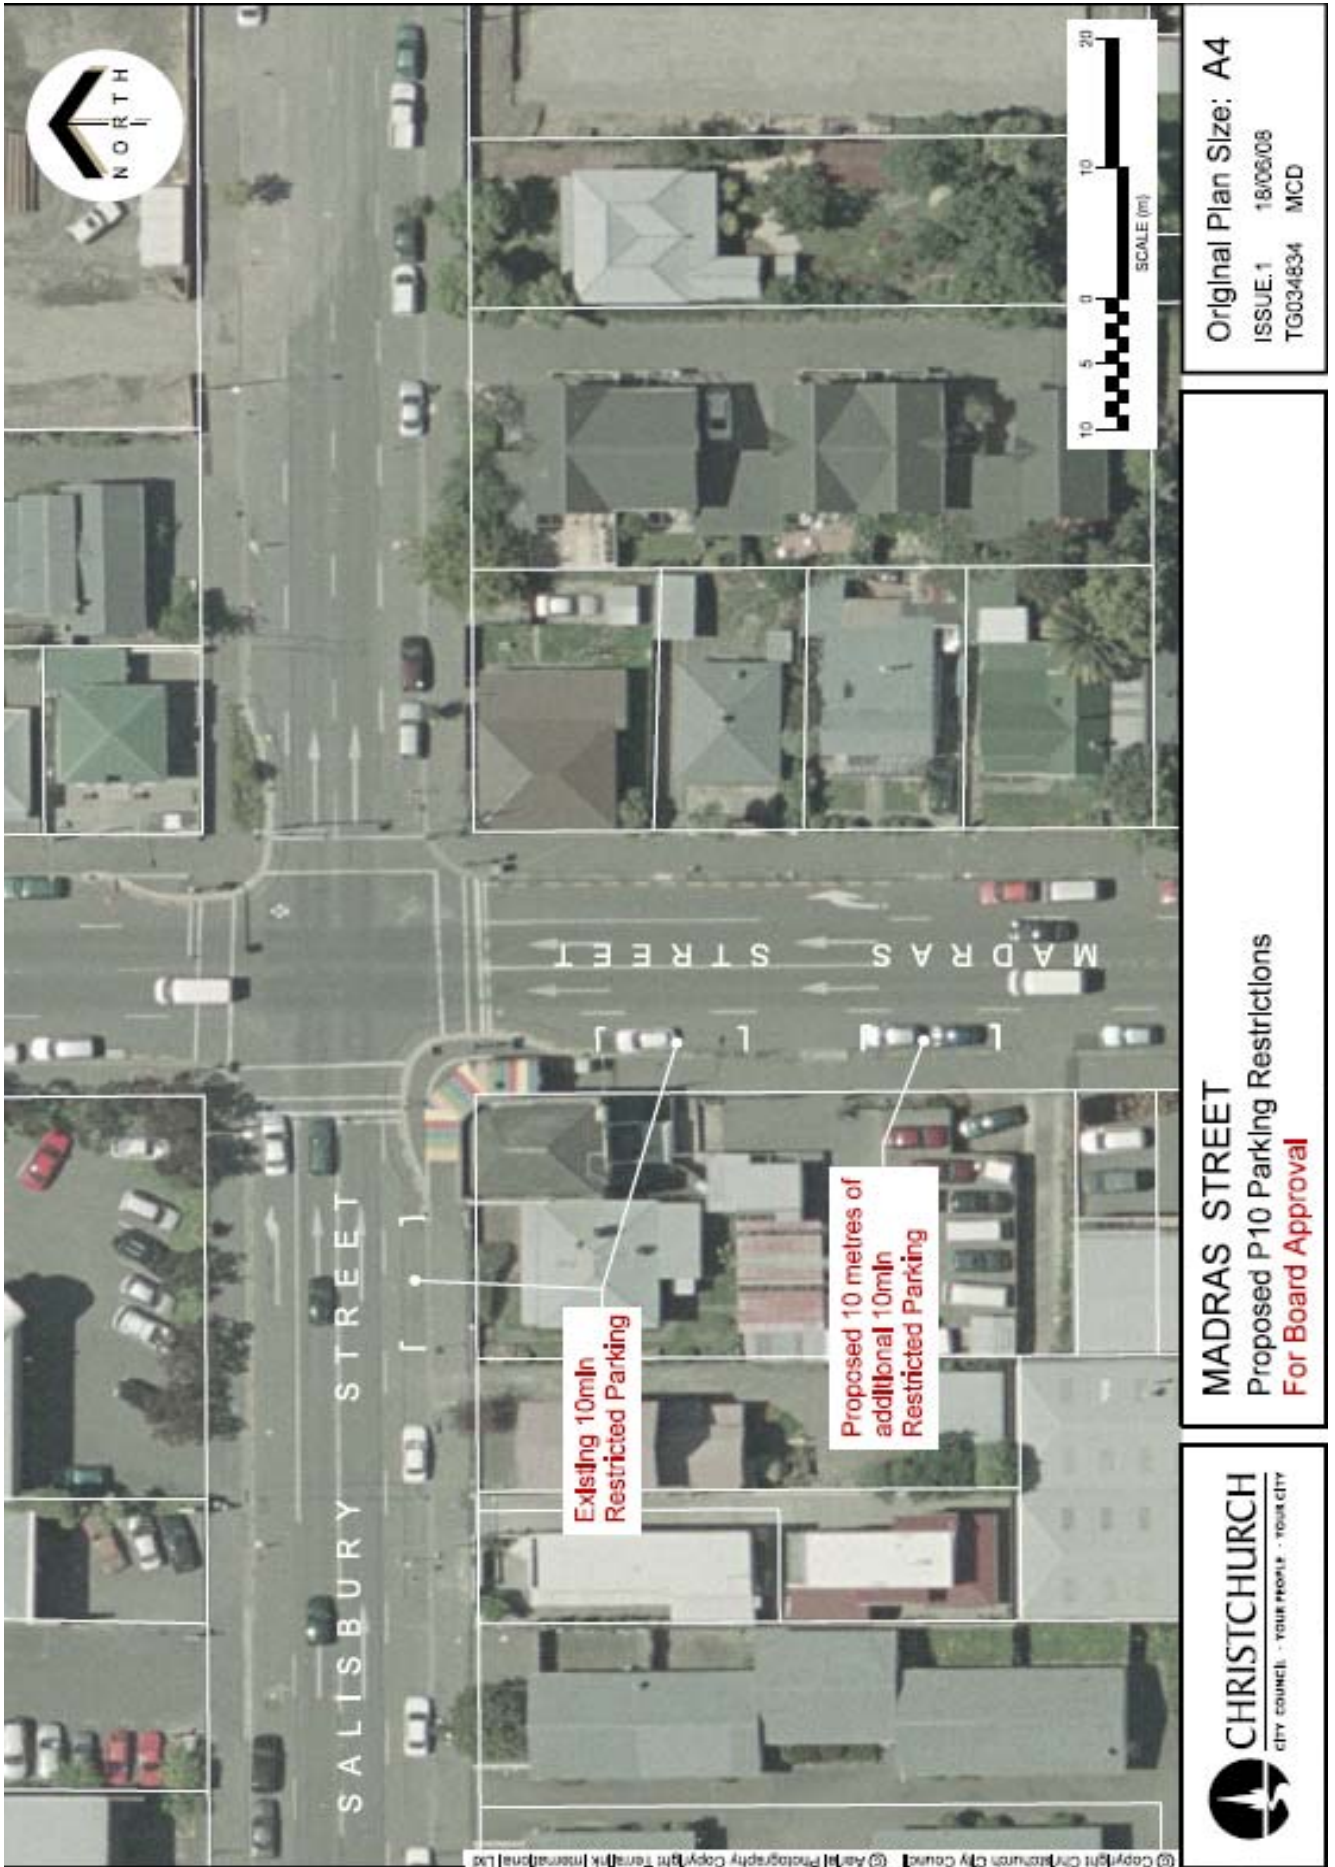 NORTH
SALISBURY STREET
MADRAS STREET
Existing 10min
Restricted Parking
Proposed 10 metres of
additional 10min
Restricted Parking
10 5 0 10 20
SCALE (m)
© Aerial Photography Copyright Terralink International Ltd
© Copyright Christchurch City Council
CHRISTCHURCH
CITY COUNCIL · YOUR PEOPLE · YOUR CITY
MADRAS STREET
Proposed P10 Parking Restrictions
For Board Approval
Original Plan Size: A4
ISSUE.1 18/06/08
TG034834 MCD